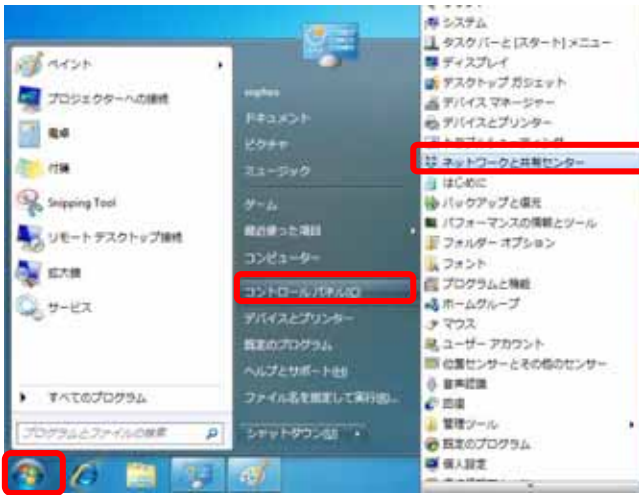 ペイント
プロジェクターへの接続
電卓
付箋
Snipping Tool
リモート デスクトップ接続
拡大鏡
サービス
すべてのプログラム
プログラムとファイルの検索
sophos
ドキュメント
ピクチャ
ミュージック
ゲーム
最近使った項目
コンピューター
コントロール パネル(C)
デバイスとプリンター
既定のプログラム
ヘルプとサポート(H)
ファイル名を指定して実行(R)...
シャットダウン(U)
システム
タスク バーと [スタート] メニュー
ディスプレイ
デスクトップ ガジェット
デバイス マネージャー
デバイスとプリンター
ネットワークと共有センター
はじめに
バックアップと復元
パフォーマンスの情報とツール
フォルダー オプション
フォント
プログラムと機能
ホームグループ
マウス
ユーザー アカウント
位置センサーとその他のセンサー
音声認識
回復
管理ツール
既定のプログラム
個人設定